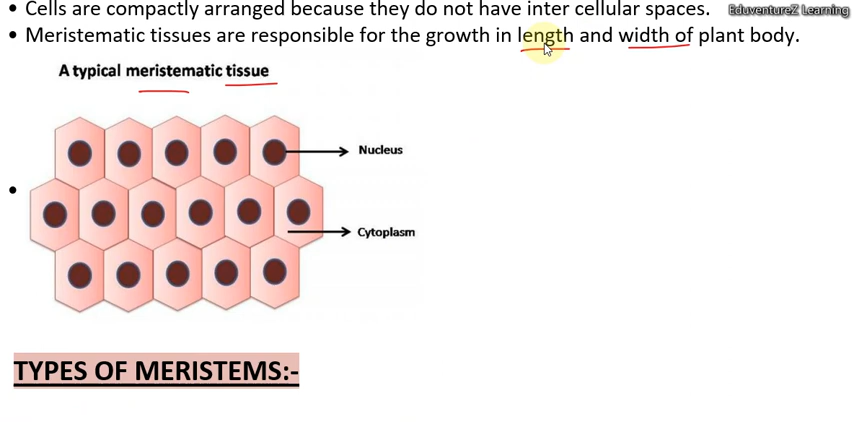 • Cells are compactly arranged because they do not have inter cellular spaces.
EduventureZ Learning
• Meristematic tissues are responsible for the growth in length and width of plant body.
A typical meristematic tissue
Nucleus
•
Cytoplasm
TYPES OF MERISTEMS:-